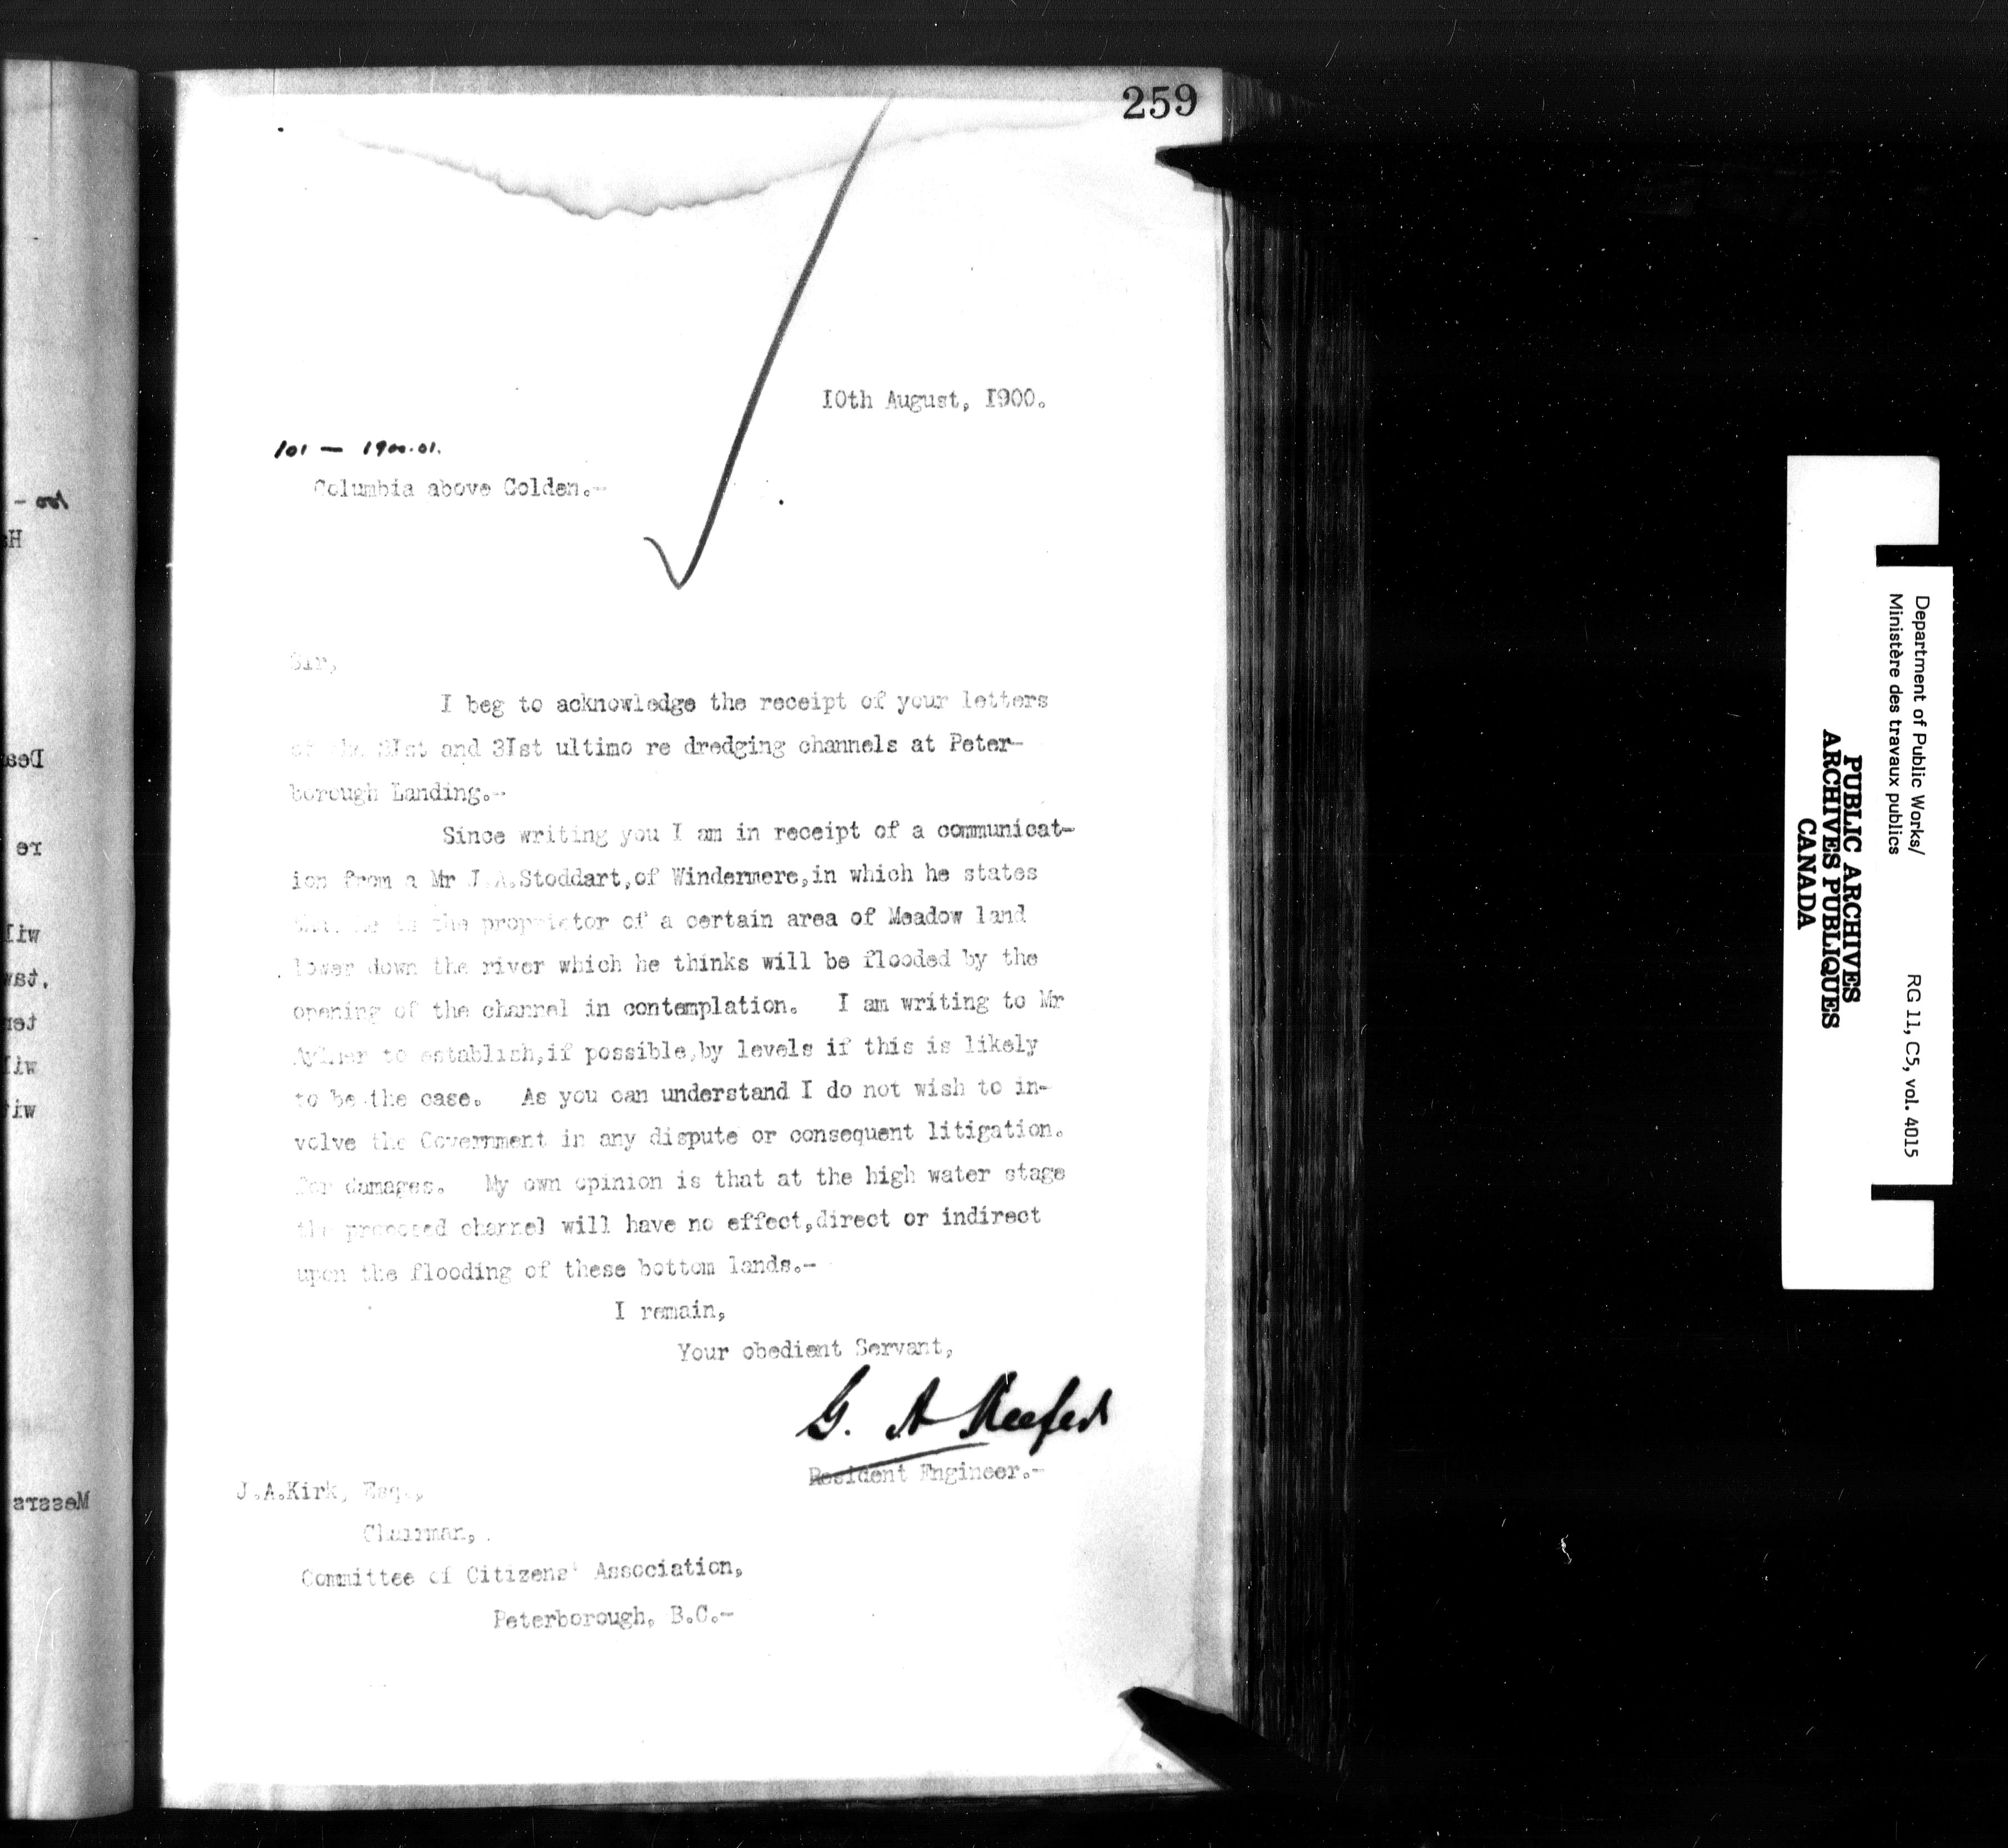 259
10th August, 1900.
101 — 1900-01.
Columbia above Golden.-
Sir,
I beg to acknowledge the receipt of your letters
of the 21st and 31st ultimo re dredging channels at Peter-
borough Landing.-
Since writing you I am in receipt of a communicat-
ion from a Mr J.A.Stoddart,of Windermere,in which he states
that he is the proprietor of a certain area of Meadow land
lower down the river which he thinks will be flooded by the
opening of the channel in contemplation. I am writing to Mr
to establish,if possible,by levels if this is likely
to be the case. As you can understand I do not wish to in-
volve the Government in any dispute or consequent litigation.
for damages. My own opinion is that at the high water stage
the proposed channel will have no effect,direct or indirect
upon the flooding of these bottom lands.-
I remain,
Your obedient Servant,
G. A Keefer
Resident Engineer.-
J.A.Kirk, Esq.,
Chairman,
Committee of Citizens' Association,
Peterborough, B.C.-
Department of Public Works/
Ministère des travaux publics
RG 11, C5, vol. 4015
PUBLIC ARCHIVES
ARCHIVES PUBLIQUES
CANADA